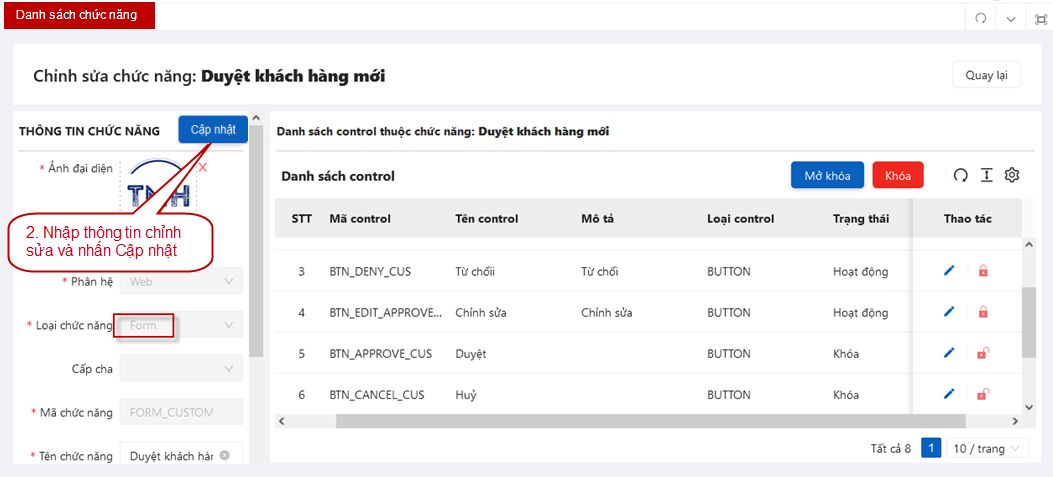 Danh sách chức năng
Chỉnh sửa chức năng: Duyệt khách hàng mới
Quay lại
THÔNG TIN CHỨC NĂNG
Cập nhật
* Ảnh đại diện
TMH
2. Nhập thông tin chỉnh
sửa và nhấn Cập nhật
* Phân hệ
Web
* Loại chức năng
Form
Cấp cha
* Mã chức năng
FORM_CUSTOM
* Tên chức năng
Duyệt khách hàn
Danh sách control thuộc chức năng: Duyệt khách hàng mới
Danh sách control
Mở khóa
Khóa
STT Mã control Tên control Mô tả Loại control Trạng thái Thao tác
3 BTN_DENY_CUS Từ chốii Từ chối BUTTON Hoạt động
4 BTN_EDIT_APPROVE... Chỉnh sửa Chỉnh sửa BUTTON Hoạt động
5 BTN_APPROVE_CUS Duyệt BUTTON Khóa
6 BTN_CANCEL_CUS Huỷ BUTTON Khóa
Tất cả 8 1 10 / trang